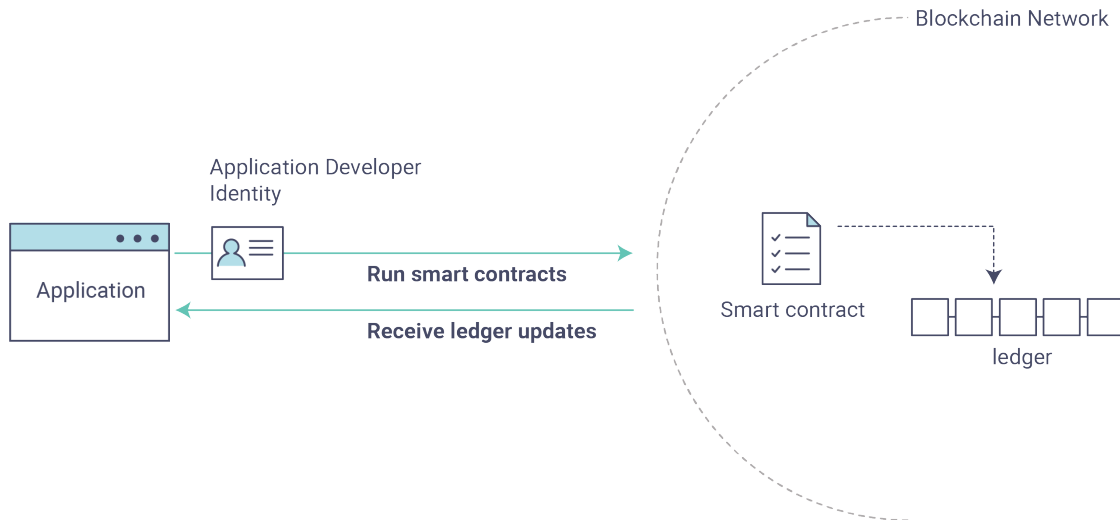 Blockchain Network
Application Developer
Identity
Application
Run smart contracts
Receive ledger updates
Smart contract
ledger